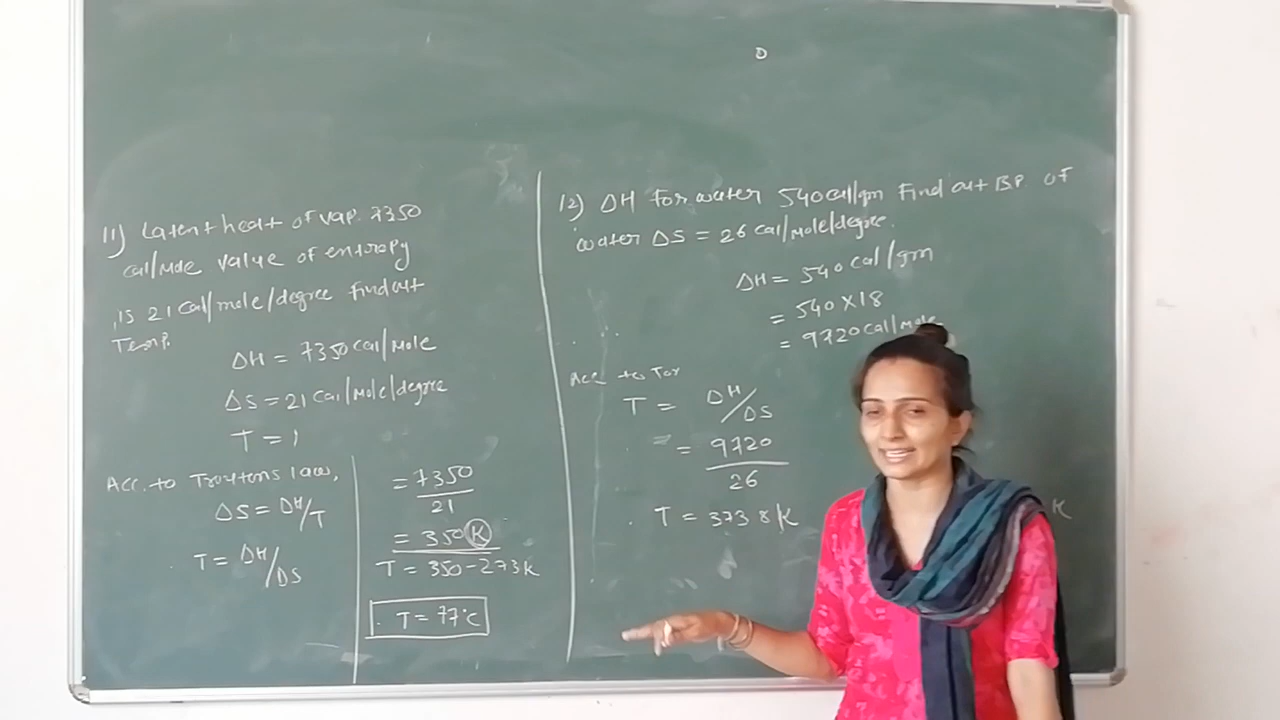 11) Latent heat of vap. 7350
cal/mole value of entropy
is 21 cal/mole/degree find out
Temp.
ΔH = 7350 cal/mole
ΔS = 21 cal/mole/degree
T =
Acc. to Troutons law,
ΔS = ΔH/T
T = ΔH/ΔS
= 7350
21
= 350 K
T = 350 - 273 K
T = 77°C
12) ΔH for water 540 cal/gm Find out B.P. of
water ΔS = 26 cal/mole/degree.
ΔH = 540 cal/gm
= 540 × 18
= 9720 cal/mole
Acc. to
T = ΔH/ΔS
= 9720
26
T = 373.8 K
K